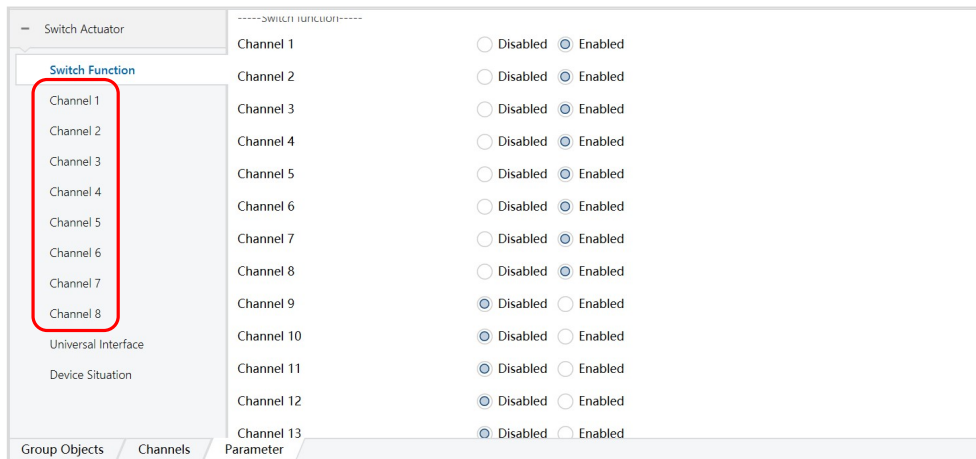 Switch Actuator
Switch Function
Channel 1
Channel 2
Channel 3
Channel 4
Channel 5
Channel 6
Channel 7
Channel 8
Universal Interface
Device Situation
-----Switch function-----
Channel 1 Disabled Enabled
Channel 2 Disabled Enabled
Channel 3 Disabled Enabled
Channel 4 Disabled Enabled
Channel 5 Disabled Enabled
Channel 6 Disabled Enabled
Channel 7 Disabled Enabled
Channel 8 Disabled Enabled
Channel 9 Disabled Enabled
Channel 10 Disabled Enabled
Channel 11 Disabled Enabled
Channel 12 Disabled Enabled
Channel 13 Disabled Enabled
Group Objects Channels Parameter